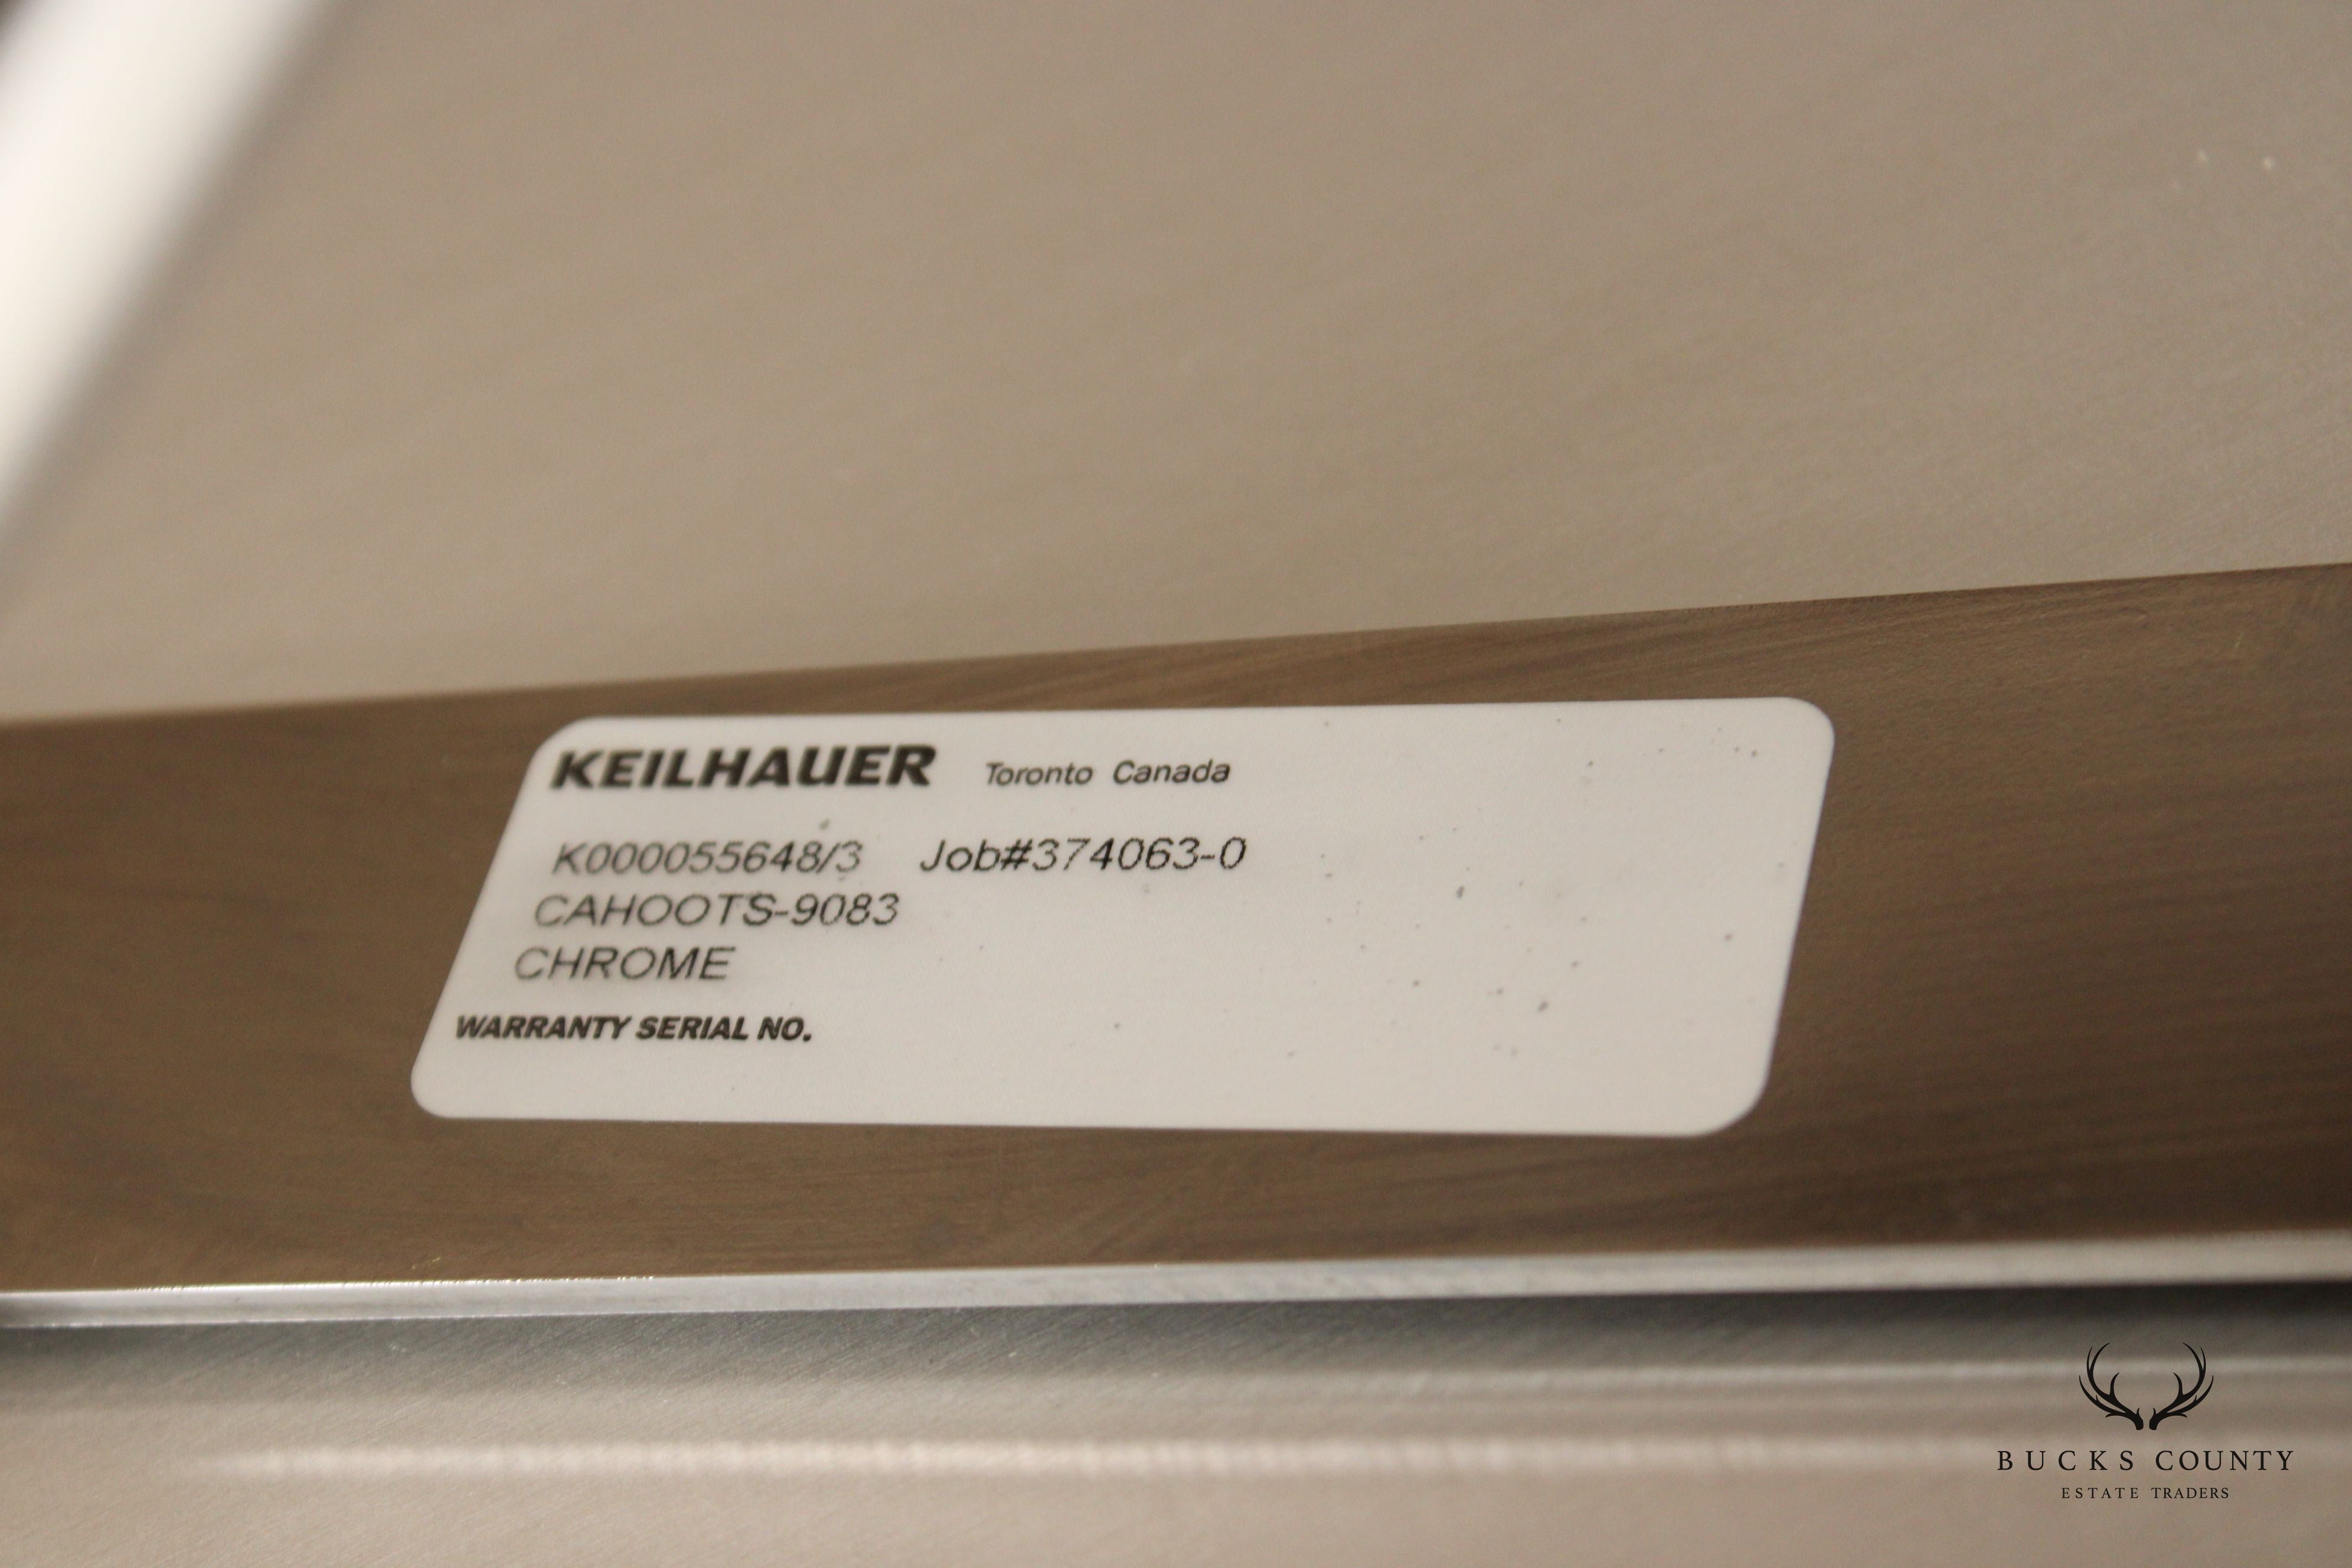 KEILHAUER Toronto Canada
K000055648/3 Job#374063-0
CAHOOTS-9083
CHROME
WARRANTY SERIAL NO.
BUCKS COUNTY
ESTATE TRADERS